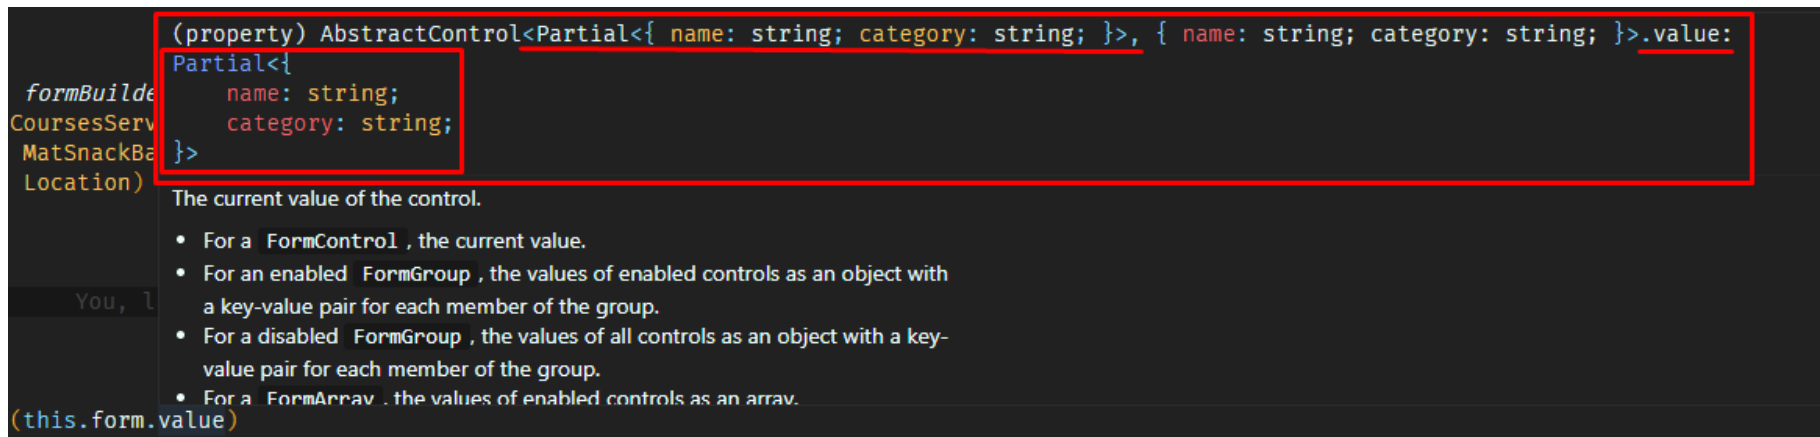 (property) AbstractControl<Partial<{ name: string; category: string; }>, { name: string; category: string; }>.value:
Partial<{
formBuilde name: string;
CoursesServ category: string;
MatSnackBa }>
Location)
The current value of the control.
• For a FormControl , the current value.
• For an enabled FormGroup , the values of enabled controls as an object with
a key-value pair for each member of the group.
You, l
• For a disabled FormGroup , the values of all controls as an object with a key-
value pair for each member of the group.
• For a FormArray , the values of enabled controls as an array.
(this.form.value)